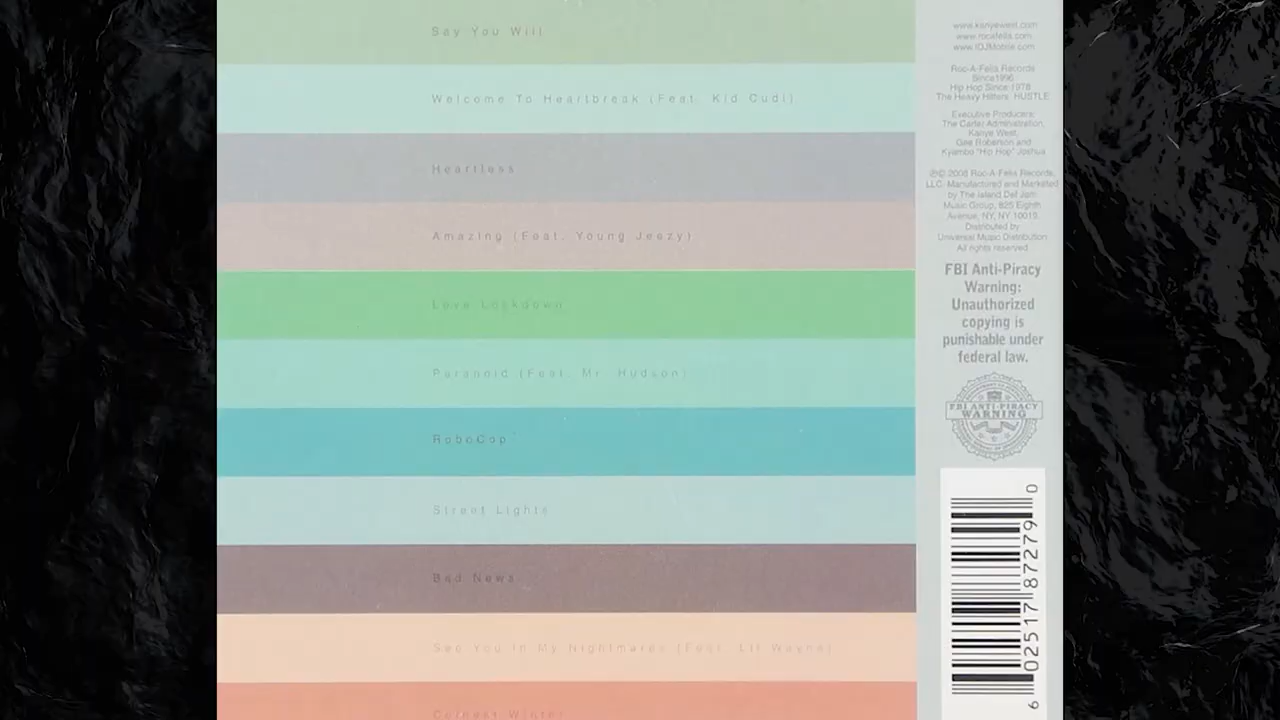 Say You Will
Welcome To Heartbreak (Feat. Kid Cudi)
Heartless
Amazing (Feat. Young Jeezy)
Love Lockdown
Paranoid (Feat. Mr. Hudson)
RoboCop
Street Lights
Bad News
See You In My Nightmares (Feat. Lil Wayne)
Coldest Winter
www.kanyewest.com
www.rocafella.com
www.IDJMobile.com
Roc-A-Fella Records
Since1996
Hip Hop Since 1978
The Heavy Hitters. HUSTLE
Executive Producers:
The Carter Administration,
Kanye West,
Gee Roberson and
Kyambo "Hip Hop" Joshua
℗© 2008 Roc-A-Fella Records,
LLC. Manufactured and Marketed
by The Island Def Jam
Music Group, 825 Eighth
Avenue, NY, NY 10019.
Distributed by
Universal Music Distribution.
All rights reserved.
FBI Anti-Piracy
Warning:
Unauthorized
copying is
punishable under
federal law.
FBI ANTI-PIRACY
WARNING
6 02517 87279 0